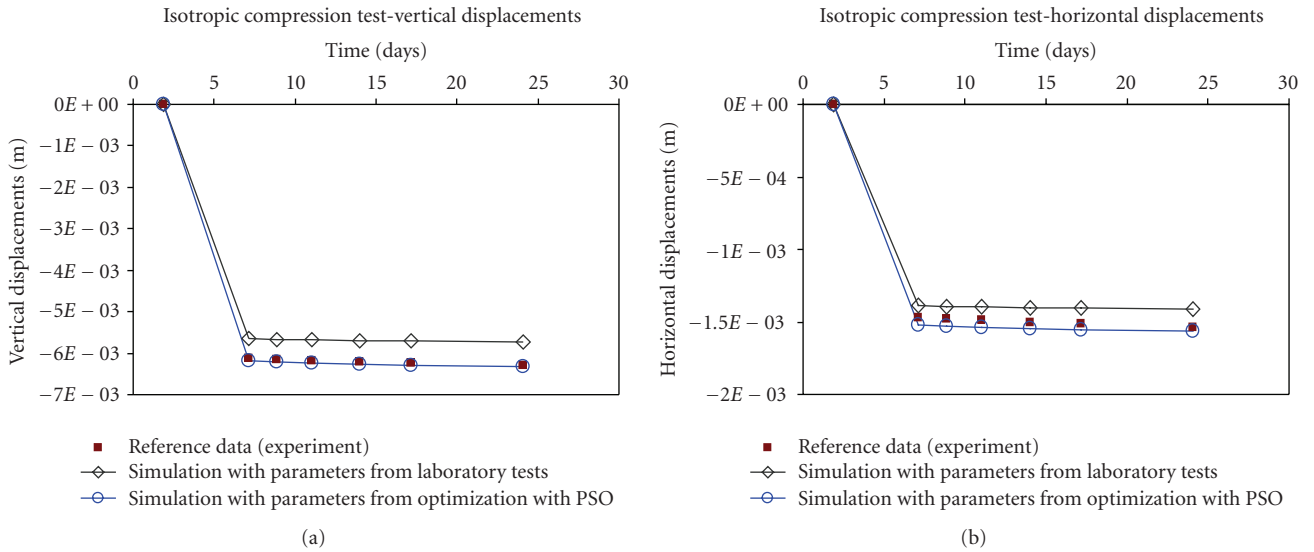 Isotropic compression test-vertical displacements
Time (days)
0 5 10 15 20 25 30
0E + 00
−1E − 03
−2E − 03
−3E − 03
−4E − 03
−5E − 03
−6E − 03
−7E − 03
Vertical displacements (m)
Reference data (experiment)
Simulation with parameters from laboratory tests
Simulation with parameters from optimization with PSO
(a)
Isotropic compression test-horizontal displacements
Time (days)
0 5 10 15 20 25 30
0E + 00
−5E − 04
−1E − 03
−1.5E − 03
−2E − 03
Horizontal displacements (m)
Reference data (experiment)
Simulation with parameters from laboratory tests
Simulation with parameters from optimization with PSO
(b)